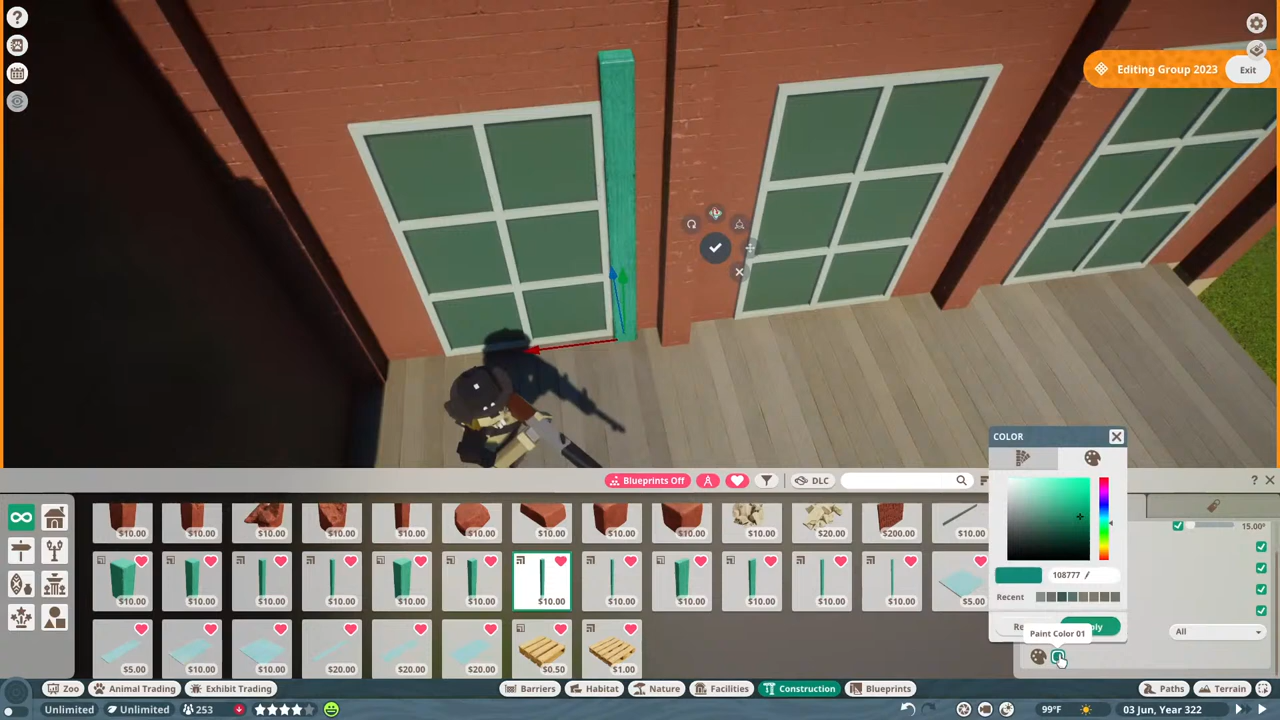 ?
Editing Group 2023
Exit
COLOR
Blueprints Off
DLC
? 
15.00°
$10.00 $10.00 $10.00 $10.00 $10.00 $10.00 $10.00 $10.00 $10.00 $10.00 $10.00 $200.00 $10.00
108777 /
$10.00 $10.00 $10.00 $10.00 $10.00 $10.00 $10.00 $10.00 $10.00 $10.00 $10.00 $10.00 $5.00
Recent
Paint Color 01
All
$5.00 $10.00 $10.00 $20.00 $20.00 $20.00 $0.50 $1.00
Zoo
Animal Trading
Exhibit Trading
Barriers
Habitat
Nature
Facilities
Construction
Blueprints
Paths
Terrain
Unlimited
Unlimited
253
99°F
03 Jun, Year 322